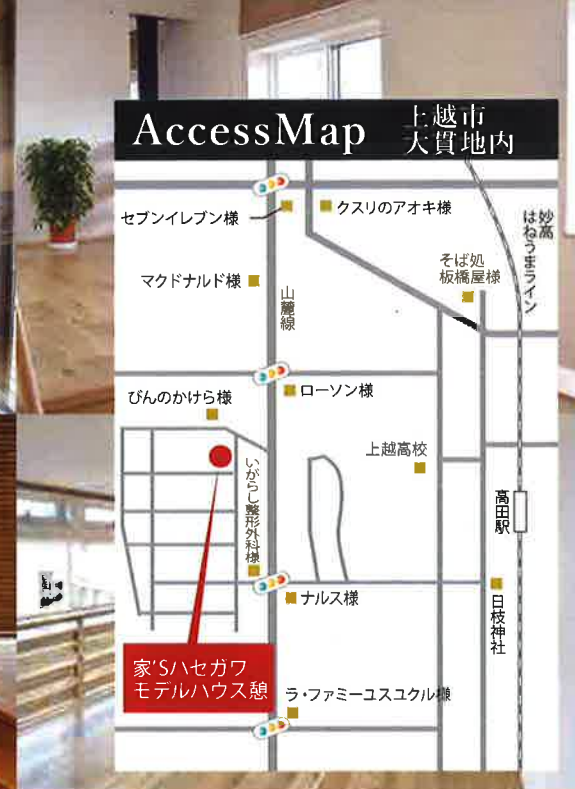 AccessMap
上越市
大貫地内
セブンイレブン様
クスリのアオキ様
妙高
はねうまライン
そば処
板橋屋様
マクドナルド様
山麓線
ローソン様
びんのかけら様
上越高校
いがらし整形外科様
高田駅
ナルス様
日枝神社
家'Sハセガワ
モデルハウス憩
ラ・ファミーユスユクル様